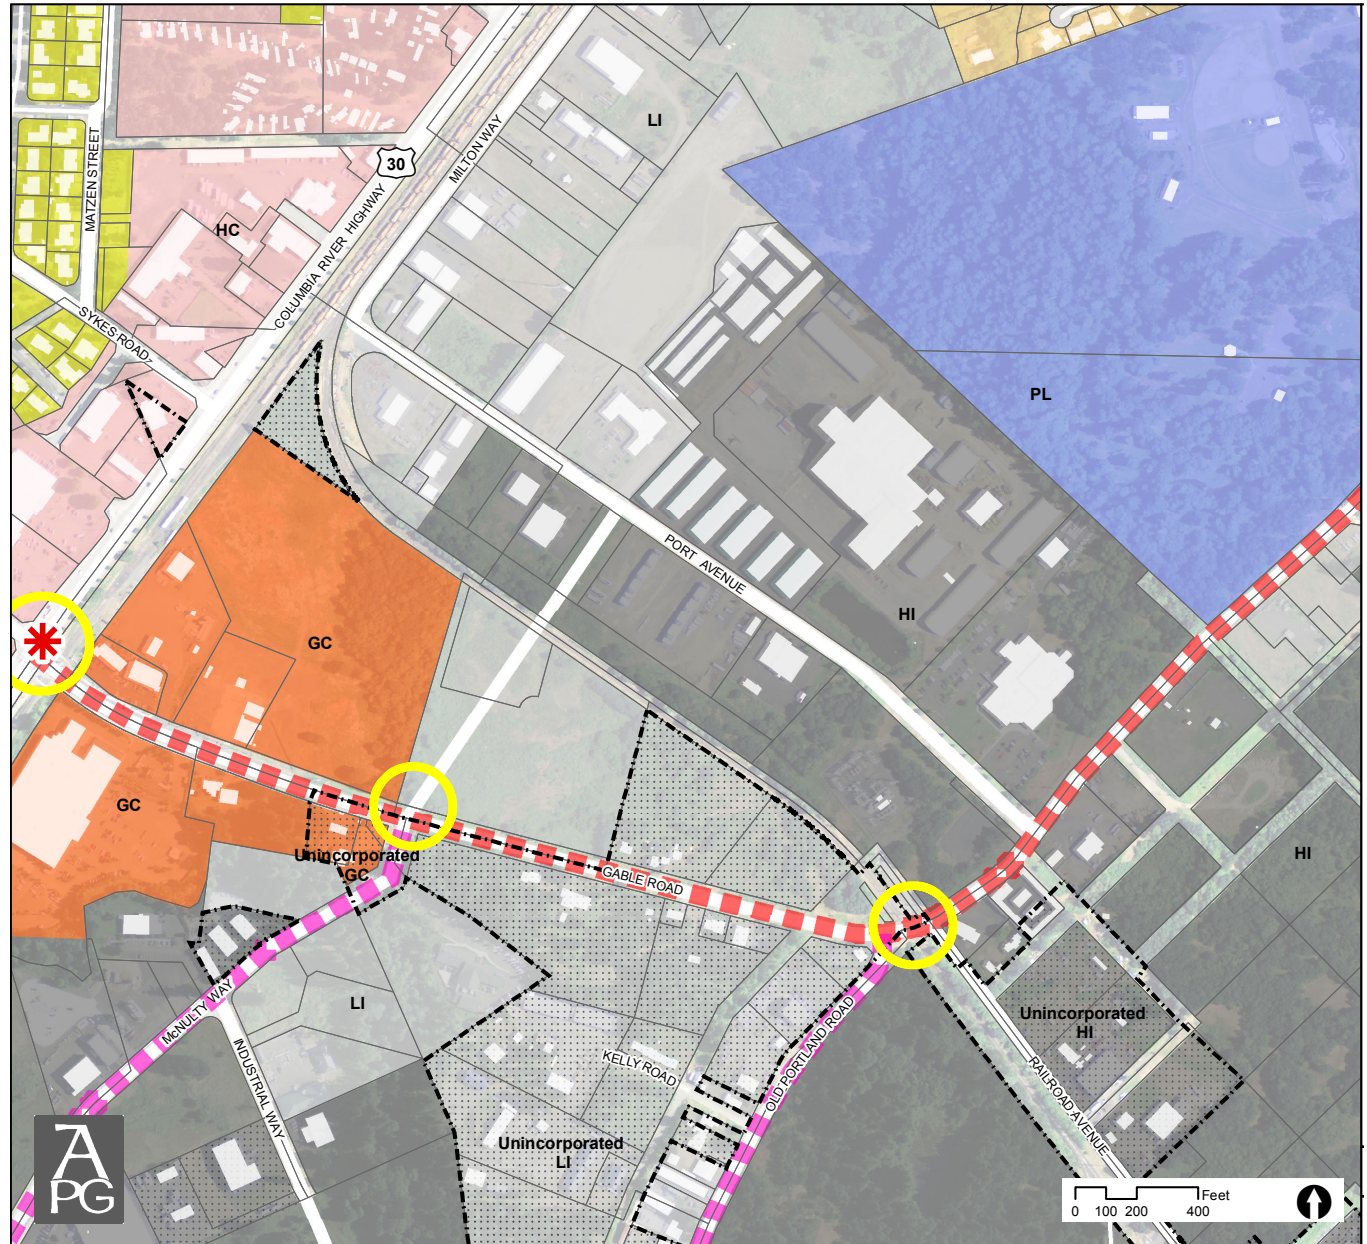 LI
MATZEN STREET
30
MILTON WAY
HC
COLUMBIA RIVER HIGHWAY
SYKES ROAD
PL
PORT AVENUE
HI
GC
GC
Unincorporated
GC
GABLE ROAD
HI
LI
McNULTY WAY
Unincorporated
HI
OLD PORTLAND ROAD
KELLY ROAD
INDUSTRIAL WAY
RAILROAD AVENUE
Unincorporated
LI
A
PG
Feet
0 100 200 400